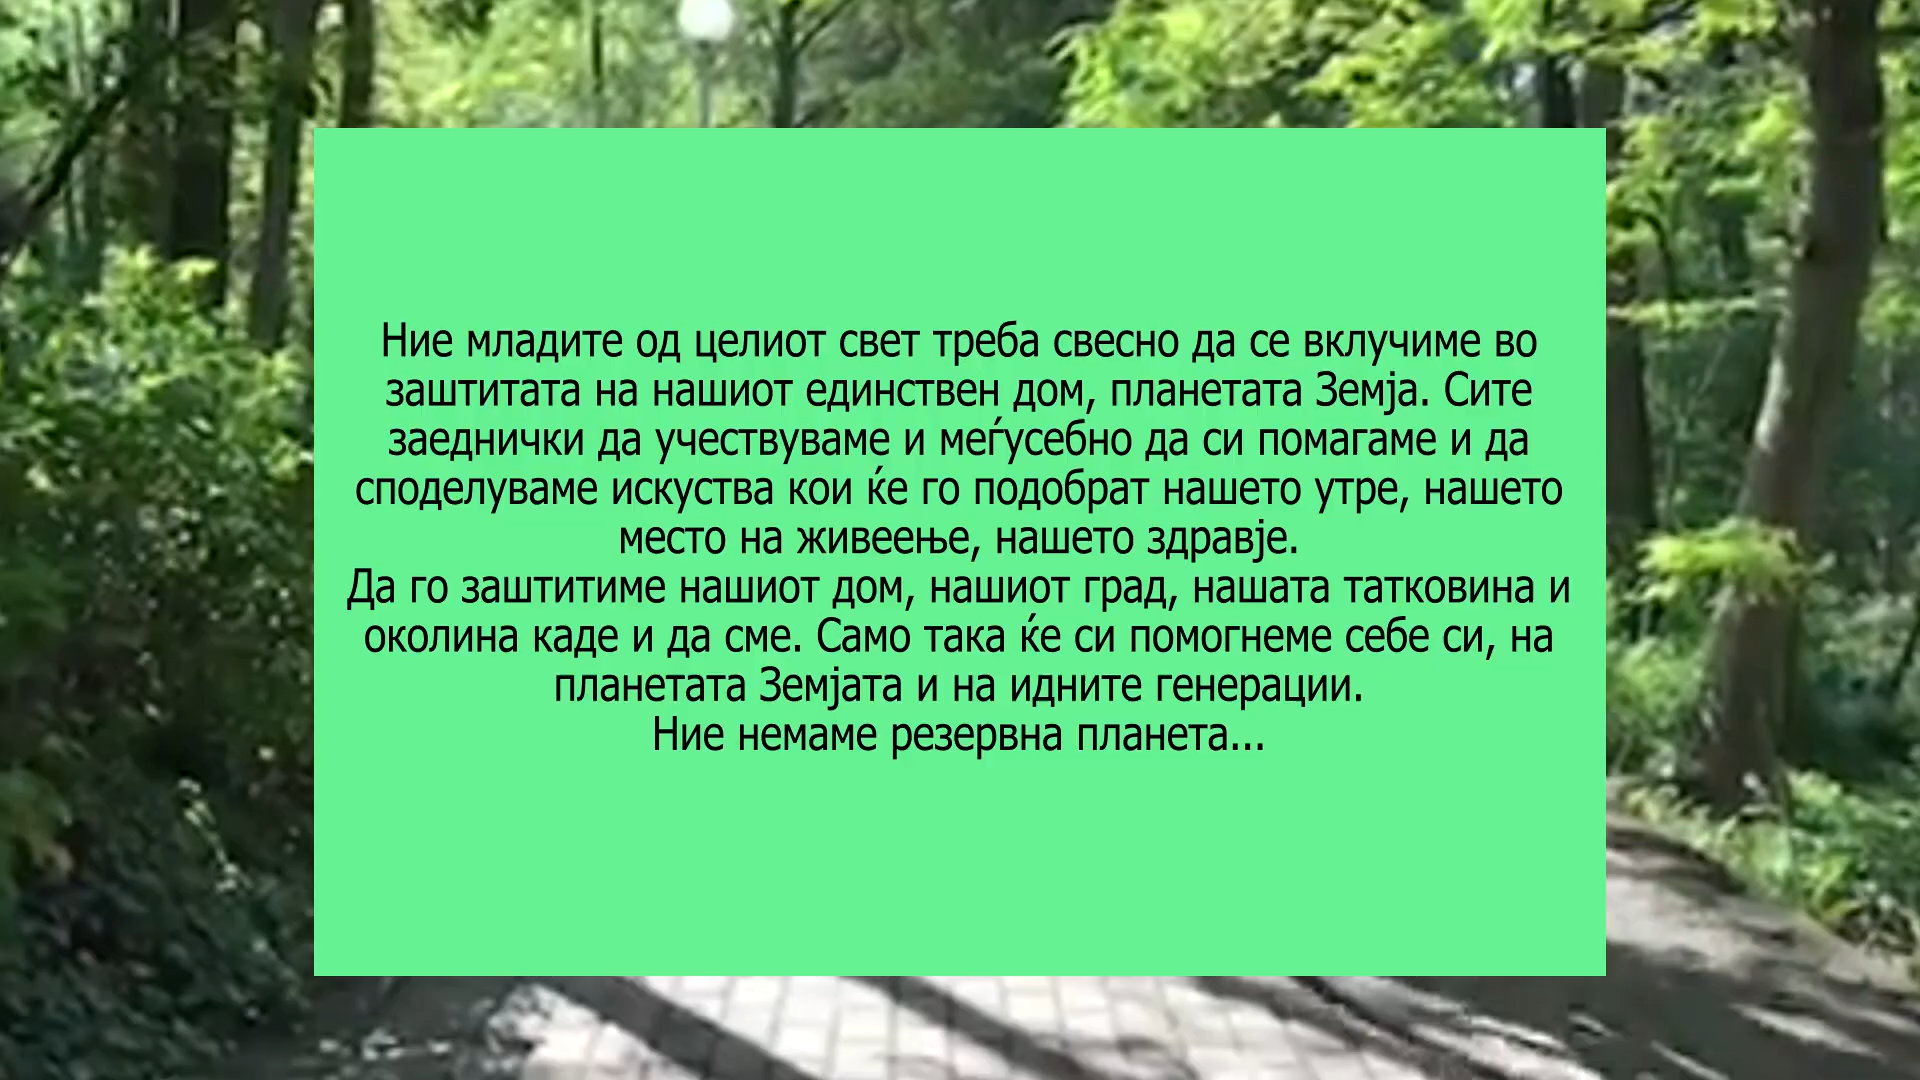 Ние младите од целиот свет треба свесно да се вклучиме во
заштитата на нашиот единствен дом, планетата Земја. Сите
заеднички да учествуваме и меѓусебно да си помагаме и да
споделуваме искуства кои ќе го подобрат нашето утре, нашето
место на живеење, нашето здравје.
Да го заштитиме нашиот дом, нашиот град, нашата татковина и
околина каде и да сме. Само така ќе си помогнеме себе си, на
планетата Земјата и на идните генерации.
Ние немаме резервна планета...